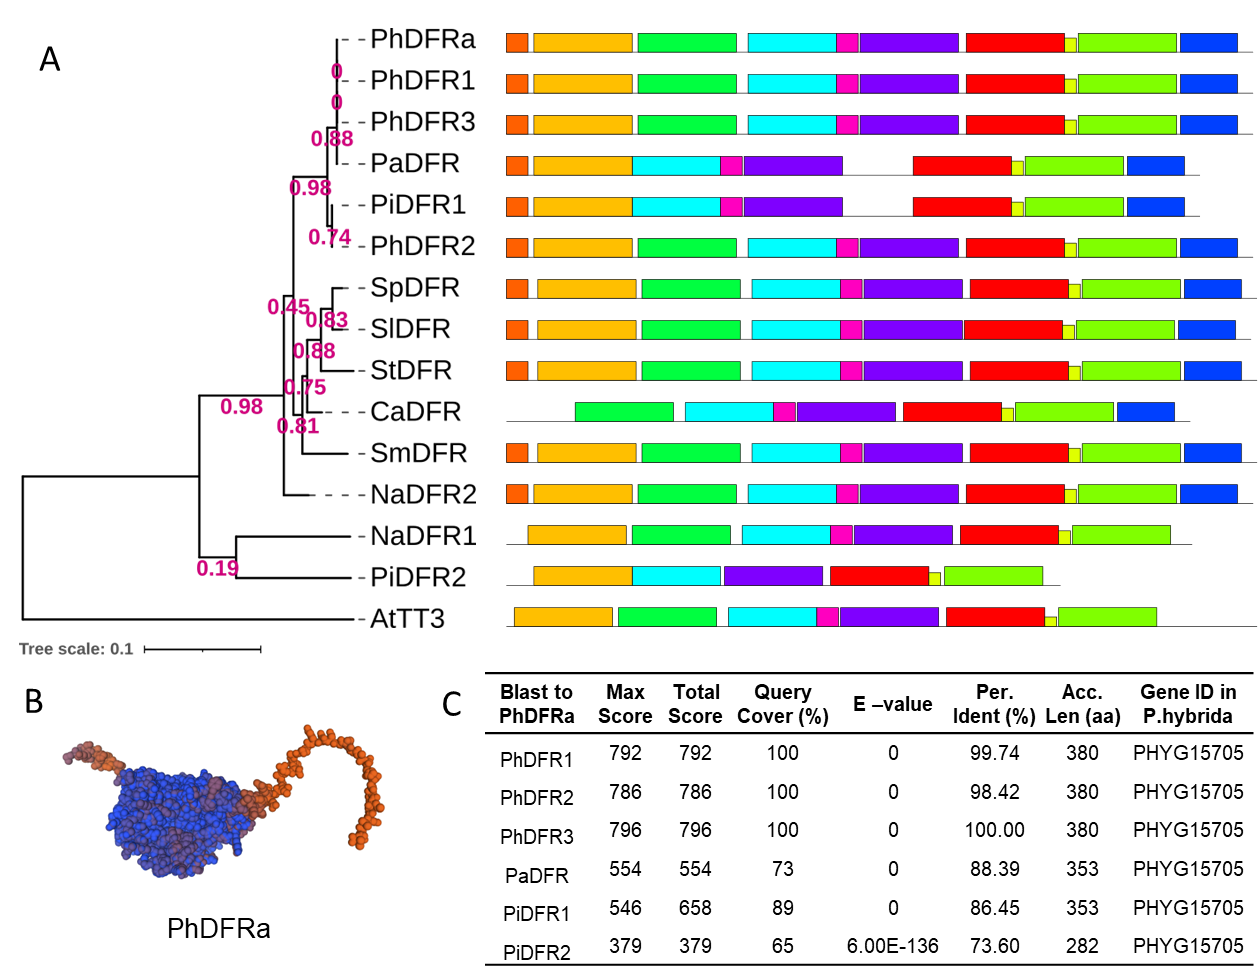 A
PhDFRa
0
PhDFR1
0
PhDFR3
0.88
PaDFR
0.98
PiDFR1
0.74
PhDFR2
SpDFR
0.45
0.83
SlDFR
0.88
StDFR
0.75
0.98
CaDFR
0.81
SmDFR
NaDFR2
NaDFR1
0.19
PiDFR2
AtTT3
Tree scale: 0.1
B
PhDFRa
C
Blast to PhDFRa Max Score Total Score Query Cover (%) E –value Per. Ident (%) Acc. Len (aa) Gene ID in P.hybrida
PhDFR1 792 792 100 0 99.74 380 PHYG15705
PhDFR2 786 786 100 0 98.42 380 PHYG15705
PhDFR3 796 796 100 0 100.00 380 PHYG15705
PaDFR 554 554 73 0 88.39 353 PHYG15705
PiDFR1 546 658 89 0 86.45 353 PHYG15705
PiDFR2 379 379 65 6.00E-136 73.60 282 PHYG15705